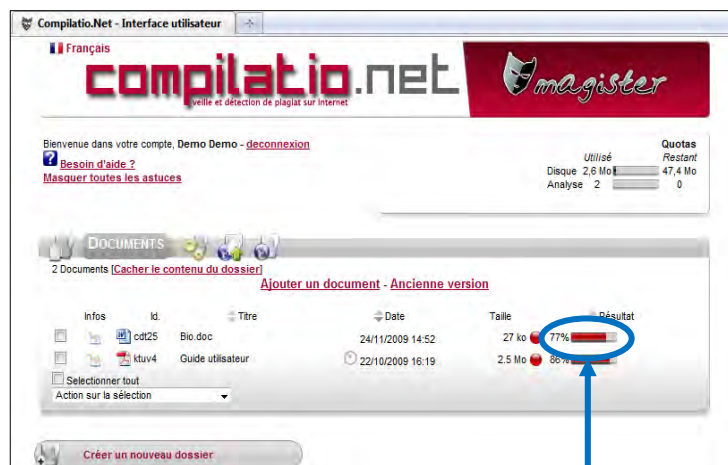 Compilatio.Net - Interface utilisateur
Français
compilatio.net
veille et détection de plagiat sur Internet
magister
Bienvenue dans votre compte, Demo Demo - deconnexion
Besoin d'aide ?
Masquer toutes les astuces
Quotas
Utilisé Restant
Disque 2,6 Mo 47,4 Mo
Analyse 2 0
DOCUMENTS
2 Documents [Cacher le contenu du dossier]
Ajouter un document - Ancienne version
Infos Id. Titre Date Taille Résultat
cdt25 Bio.doc 24/11/2009 14:52 27 ko 77%
ktuv4 Guide utilisateur 22/10/2009 16:19 2.5 Mo 86%
Selectionner tout
Action sur la sélection
Créer un nouveau dossier